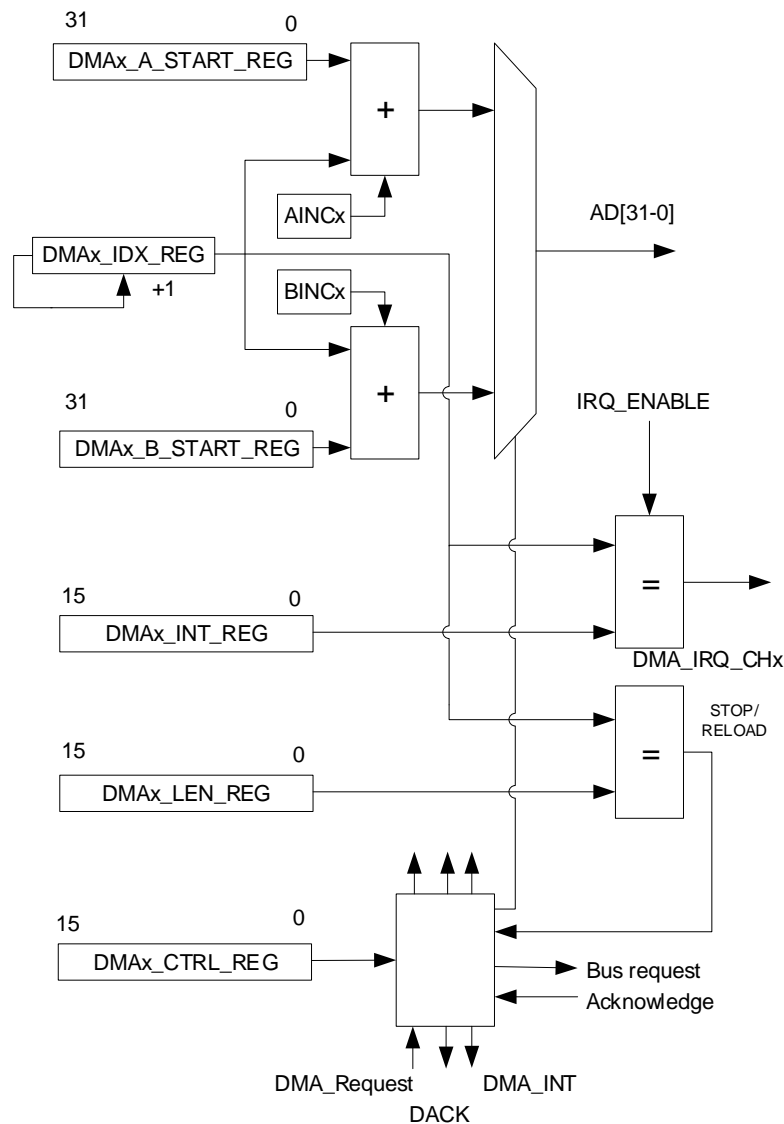 31 0
DMAx_A_START_REG
+
AINCx
AD[31-0]
DMAx_IDX_REG
+1
BINCx
31 0
+
IRQ_ENABLE
DMAx_B_START_REG
15 0
=
DMAx_INT_REG
DMA_IRQ_CHx
STOP/
RELOAD
15 0
=
DMAx_LEN_REG
15 0
DMAx_CTRL_REG
Bus request
Acknowledge
DMA_Request
DMA_INT
DACK